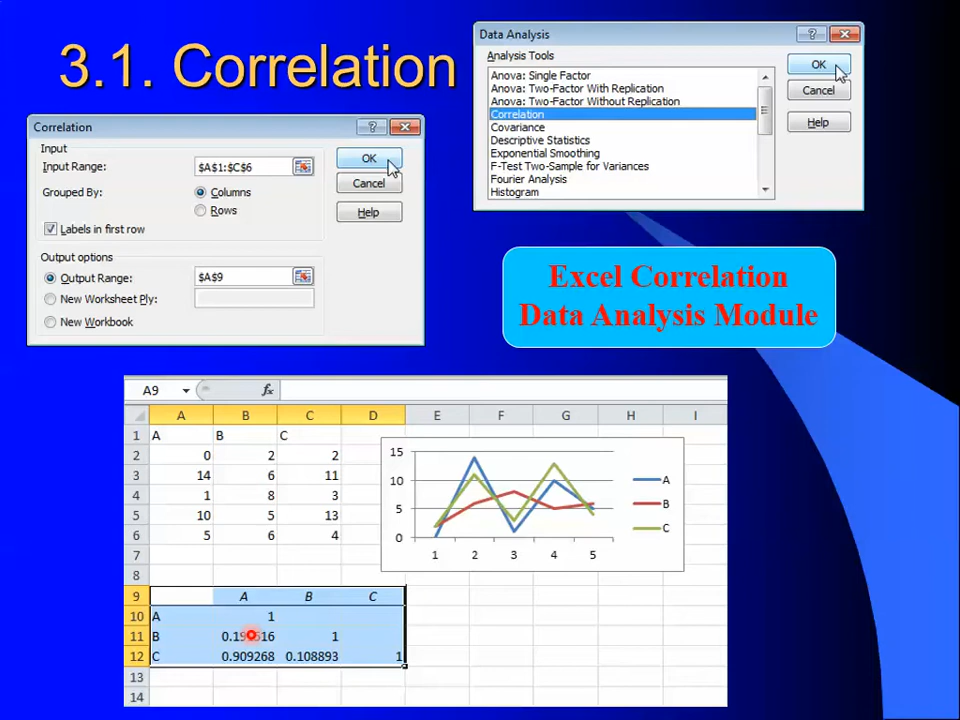 3.1. Correlation
Data Analysis
Analysis Tools
Anova: Single Factor
Anova: Two-Factor With Replication
Anova: Two-Factor Without Replication
Correlation
Covariance
Descriptive Statistics
Exponential Smoothing
F-Test Two-Sample for Variances
Fourier Analysis
Histogram
OK
Cancel
Help
Correlation
Input
Input Range: $A$1:$C$6
Grouped By: Columns
Rows
Labels in first row
Output options
Output Range: $A$9
New Worksheet Ply:
New Workbook
OK
Cancel
Help
Excel Correlation
Data Analysis Module
A9 fx
A B C D E F G H I
1 A B C
2 0 2 2
3 14 6 11
4 1 8 3
5 10 5 13
6 5 6 4
7
8
9 A B C
10 A 1
11 B 1
12 C 0.909268 0.108893 1
13
14
15
10
5
0
1 2 3 4 5
A
B
C